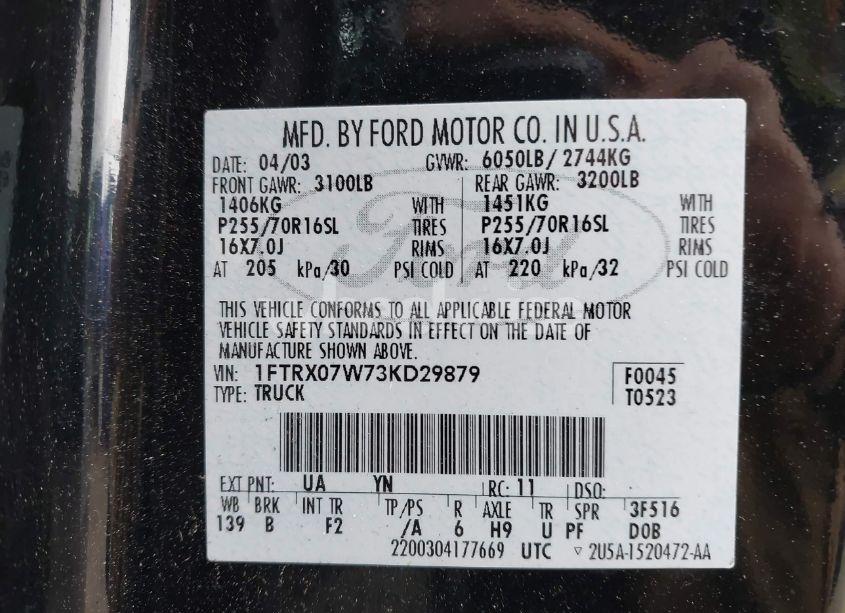 MFD. BY FORD MOTOR CO. IN U.S.A.
DATE: 04/03 GVWR: 6050LB/ 2744KG
FRONT GAWR: 3100LB REAR GAWR: 3200LB
1406KG WITH 1451KG WITH
P255/70R16SL TIRES P255/70R16SL TIRES
16X7.0J RIMS 16X7.0J RIMS
AT 205 kPa/30 PSI COLD AT 220 kPa/32 PSI COLD
Ford
THIS VEHICLE CONFORMS TO ALL APPLICABLE FEDERAL MOTOR
VEHICLE SAFETY STANDARDS IN EFFECT ON THE DATE OF
MANUFACTURE SHOWN ABOVE.
VIN: 1FTRX07W73KD29879 F0045
TYPE: TRUCK T0523
EXT PNT: UA YN RC: 11 DSO:
WB BRK INT TR TP/PS R AXLE TR SPR 3F516
139 B F2 /A 6 H9 U PF DOB
2200304177669 UTC ▿ 2U5A-1520472-AA